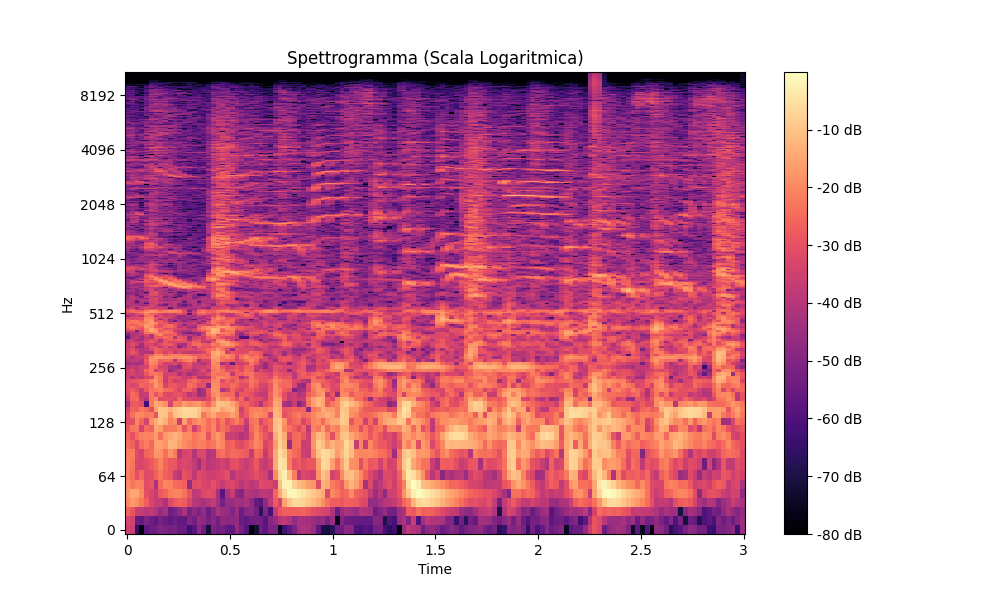 Spettrogramma (Scala Logaritmica)
8192
4096
2048
1024
512
256
128
64
0
Hz
0
0.5
1
1.5
2
2.5
3
Time
-10 dB
-20 dB
-30 dB
-40 dB
-50 dB
-60 dB
-70 dB
-80 dB